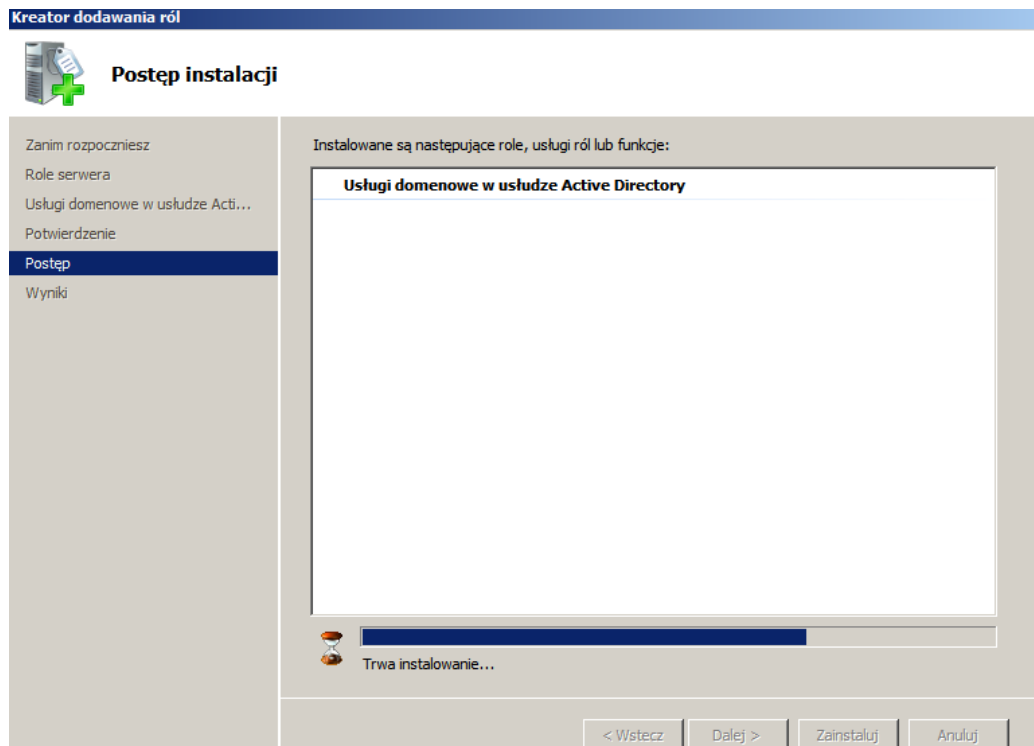 Kreator dodawania ról
Postęp instalacji
Zanim rozpoczniesz
Role serwera
Usługi domenowe w usłudze Acti...
Potwierdzenie
Postęp
Wyniki
Instalowane są następujące role, usługi ról lub funkcje:
Usługi domenowe w usłudze Active Directory
Trwa instalowanie...
< Wstecz
Dalej >
Zainstaluj
Anuluj